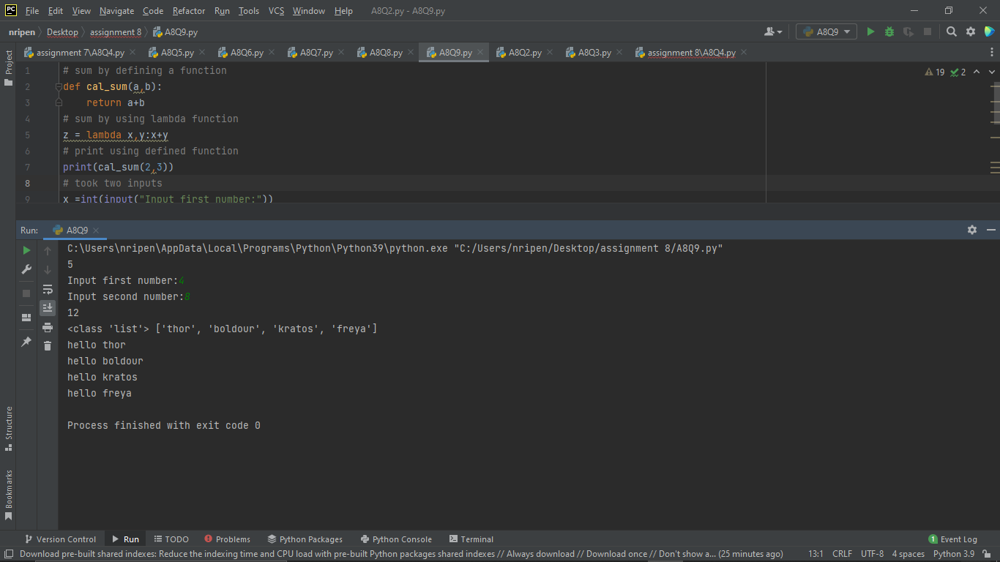 PC File Edit View Navigate Code Refactor Run Tools VCS Window Help A8Q2.py - A8Q9.py
nripen Desktop assignment 8 A8Q9.py A8Q9
assignment 7\A8Q4.py A8Q5.py A8Q6.py A8Q7.py A8Q8.py A8Q9.py A8Q2.py A8Q3.py assignment 8\A8Q4.py
Project
1 # sum by defining a function 19 2
2 def cal_sum(a,b):
3 return a+b
4 # sum by using lambda function
5 z = lambda x,y:x+y
6 # print using defined function
7 print(cal_sum(2,3))
8 # took two inputs
9 x =int(input("Input first number:"))
Run: A8Q9
C:\Users\nripen\AppData\Local\Programs\Python\Python39\python.exe "C:/Users/nripen/Desktop/assignment 8/A8Q9.py"
5
Input first number:4
Input second number:8
12
<class 'list'> ['thor', 'boldour', 'kratos', 'freya']
hello thor
hello boldour
hello kratos
hello freya
Process finished with exit code 0
Structure
Bookmarks
Version Control Run TODO Problems Python Packages Python Console Terminal 1 Event Log
Download pre-built shared indexes: Reduce the indexing time and CPU load with pre-built Python packages shared indexes // Always download // Download once // Don't show a... (25 minutes ago) 13:1 CRLF UTF-8 4 spaces Python 3.9